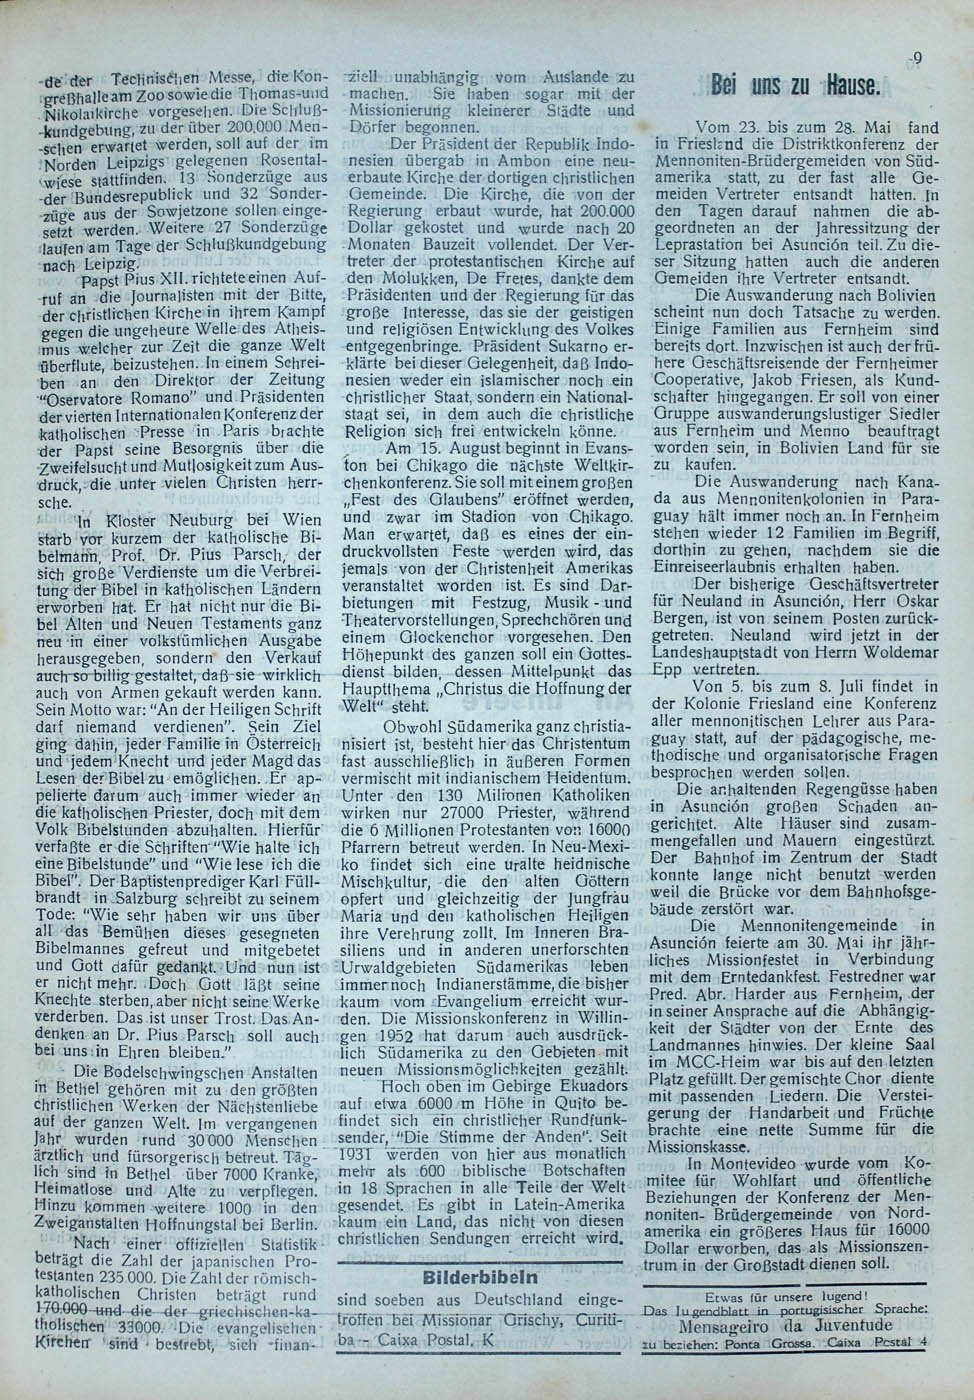 9
de der Technischen Messe, die Kon-
greßhalle am Zoo sowie die Thomas-und
Nikolaikirche vorgesehen. Die Schluß-
kundgebung, zu der über 200.000 Men-
schen erwartet werden, soll auf der im
Norden Leipzigs gelegenen Rosental-
wiese stattfinden. 13 Sonderzüge aus
der Bundesrepublick und 32 Sonder-
züge aus der Sowjetzone sollen einge-
setzt werden. Weitere 27 Sonderzüge
laufen am Tage der Schlußkundgebung
nach Leipzig.
Papst Pius XII. richtete einen Auf-
ruf an die Journalisten mit der Bitte,
der christlichen Kirche in ihrem Kampf
gegen die ungeheure Welle des Atheis-
mus welcher zur Zeit die ganze Welt
überflute, beizustehen. In einem Schrei-
ben an den Direktor der Zeitung
"Oservatore Romano" und Präsidenten
der vierten Internationalen Konferenz der
katholischen Presse in Paris brachte
der Papst seine Besorgnis über die
Zweifelsucht und Mutlosigkeit zum Aus-
druck, die unter vielen Christen herr-
sche.
In Kloster Neuburg bei Wien
starb vor kurzem der katholische Bi-
belmann, Prof. Dr. Pius Parsch, der
sich große Verdienste um die Verbrei-
tung der Bibel in kathölischen Ländern
erworben hat. Er hat nicht nur die Bi-
bel Alten und Neuen Testaments ganz
neu in einer volkstümlichen Ausgabe
herausgegeben, sondern den Verkauf
auch so billig gestaltet, daß sie wirklich
auch von Armen gekauft werden kann.
Sein Motto war: "An der Heiligen Schrift
darf niemand verdienen". Sein Ziel
ging dahin, jeder Familie in Österreich
und jedem Knecht und jeder Magd das
Lesen der Bibel zu emöglichen. Er ap-
pelierte darum auch immer wieder an
die katholischen Priester, doch mit dem
Volk Bibelstunden abzuhalten. Hierfür
verfaßte er die Schriften "Wie halte ich
eine Bibelstunde" und "Wie lese ich die
Bibel". Der Baptistenprediger Karl Füll-
brandt in Salzburg schreibt zu seinem
Tode: "Wie sehr haben wir uns über
all das Bemühen dieses gesegneten
Bibelmannes gefreut und mitgebetet
und Gott dafür gedankt. Und nun ist
er nicht mehr. Doch Gott läßt seine
Knechte sterben, aber nicht seine Werke
verderben. Das ist unser Trost. Das An-
denken an Dr. Pius Parsch soll auch
bei uns in Ehren bleiben."
Die Bodelschwingschen Anstalten
in Bethel gehören mit zu den größten
christlichen Werken der Nächstenliebe
auf der ganzen Welt. Im vergangenen
Jahr wurden rund 30 000 Menschen
ärztlich und fürsorgerisch betreut. Täg-
lich sind in Bethel über 7000 Kranke,
Heimatlose und Alte zu verpflegen.
Hinzu kommen weitere 1000 in den
Zweiganstalten Hoffnungstal bei Berlin.
Nach einer offiziellen Statistik
beträgt die Zahl der japanischen Pro-
testanten 235.000. Die Zahl der römisch-
katholischen Christen beträgt rund
170.000 und die der griechischen-ka-
tholischen 33000. Die evangelischen
Kirchen sind bestrebt, sich finan-
ziell unabhängig vom Auslande zu
machen. Sie haben sogar mit der
Missionierung kleinerer Städte und
Dörfer begonnen.
Der Präsident der Republik Indo-
nesien übergab in Ambon eine neu-
erbaute Kirche der dortigen christlichen
Gemeinde. Die Kirche, die von der
Regierung erbaut wurde, hat 200.000
Dollar gekostet und wurde nach 20
Monaten Bauzeit vollendet. Der Ver-
treter der protestantischen Kirche auf
den Molukken, De Fretes, dankte dem
Präsidenten und der Regierung für das
große Interesse, das sie der geistigen
und religiösen Entwicklung des Volkes
entgegenbringe. Präsident Sukarno er-
klärte bei dieser Gelegenheit, daß Indo-
nesien weder ein islamischer noch ein
christlicher Staat, sondern ein National-
staat sei, in dem auch die christliche
Religion sich frei entwickeln könne.
Am 15. August beginnt in Evans-
ton bei Chikago die nächste Weltkir-
chenkonferenz. Sie soll mit einem großen
„Fest des Glaubens" eröffnet werden,
und zwar im Stadion von Chikago.
Man erwartet, daß es eines der ein-
druckvollsten Feste werden wird, das
jemals von der Christenheit Amerikas
veranstaltet worden ist. Es sind Dar-
bietungen mit Festzug, Musik - und
Theatervorstellungen, Sprechchören und
einem Glockenchor vorgesehen. Den
Höhepunkt des ganzen soll ein Gottes-
dienst bilden, dessen Mittelpunkt das
Hauptthema „Christus die Hoffnung der
Welt" steht.
Obwohl Südamerika ganz christia-
nisiert ist, besteht hier das Christentum
fast ausschließlich in äußeren Formen
vermischt mit indianischem Heidentum.
Unter den 130 Milionen Katholiken
wirken nur 27000 Priester, während
die 6 Millionen Protestanten von 16000
Pfarrern betreut werden. In Neu-Mexi-
ko findet sich eine uralte heidnische
Mischkultur, die den alten Göttern
opfert und gleichzeitig der Jungfrau
Maria und den katholischen Heiligen
ihre Verehrung zollt. Im Inneren Bra-
siliens und in anderen unerforschten
Urwaldgebieten Südamerikas leben
immer noch Indianerstämme, die bisher
kaum vom Evangelium erreicht wur-
den. Die Missionskonferenz in Willin-
gen 1952 hat darum auch ausdrück-
lich Südamerika zu den Gebieten mit
neuen Missionsmöglichkeiten gezählt.
Hoch oben im Gebirge Ekuadors
auf etwa 6000 m Höhe in Quito be-
findet sich ein christlicher Rundfunk-
sender, "Die Stimme der Anden". Seit
1931 werden von hier aus monatlich
mehr als 600 biblische Botschaften
in 18 Sprachen in alle Teile der Welt
gesendet. Es gibt in Latein-Amerika
kaum ein Land, das nicht von diesen
christlichen Sendungen erreicht wird.
Bilderbibeln
sind soeben aus Deutschland einge-
troffen bei Missionar Grischy, Curiti-
ba — Caixa Postal, K
Bei uns zu Hause.
Vom 23. bis zum 28. Mai fand
in Friesland die Distriktkonferenz der
Mennoniten-Brüdergemeiden von Süd-
amerika statt, zu der fast alle Ge-
meiden Vertreter entsandt hatten. In
den Tagen darauf nahmen die ab-
geordneten an der Jahressitzung der
Leprastation bei Asunción teil. Zu die-
ser Sitzung hatten auch die anderen
Gemeiden ihre Vertreter entsandt.
Die Auswanderung nach Bolivien
scheint nun doch Tatsache zu werden.
Einige Familien aus Fernheim sind
bereits dort. Inzwischen ist auch der frü-
here Geschäftsreisende der Fernheimer
Cooperative, Jakob Friesen, als Kund-
schafter hingegangen. Er soll von einer
Gruppe auswanderungslustiger Siedler
aus Fernheim und Menno beauftragt
worden sein, in Bolivien Land für sie
zu kaufen.
Die Auswanderung nach Kana-
da aus Mennonitenkolonien in Para-
guay hält immer noch an. In Fernheim
stehen wieder 12 Familien im Begriff,
dorthin zu gehen, nachdem sie die
Einreiseerlaubnis erhalten haben.
Der bisherige Geschäftsvertreter
für Neuland in Asunción, Herr Oskar
Bergen, ist von seinem Posten zurück-
getreten. Neuland wird jetzt in der
Landeshauptstadt von Herrn Woldemar
Epp vertreten.
Von 5. bis zum 8. Juli findet in
der Kolonie Friesland eine Konferenz
aller mennonitischen Lehrer aus Para-
guay statt, auf der pädagogische, me-
thodische und organisatorische Fragen
besprochen werden sollen.
Die anhaltenden Regengüsse haben
in Asunción großen Schaden an-
gerichtet. Alte Häuser sind zusam-
mengefallen und Mauern eingestürzt.
Der Bahnhof im Zentrum der Stadt
konnte lange nicht benutzt werden
weil die Brücke vor dem Bahnhofsge-
bäude zerstört war.
Die Mennonitengemeinde in
Asunción feierte am 30. Mai ihr jähr-
liches Missionfestet in Verbindung
mit dem Erntedankfest. Festredner war
Pred. Abr. Harder aus Fernheim, der
in seiner Ansprache auf die Abhängig-
keit der Städter von der Ernte des
Landmannes hinwies. Der kleine Saal
im MCC-Heim war bis auf den letzten
Platz gefüllt. Der gemischte Chor diente
mit passenden Liedern. Die Verstei-
gerung der Handarbeit und Früchte
brachte eine nette Summe für die
Missionskasse.
In Montevideo wurde vom Ko-
mitee für Wohlfart und öffentliche
Beziehungen der Konferenz der Men-
noniten- Brüdergemeinde von Nord-
amerika ein größeres Haus für 16000
Dollar erworben, das als Missionszen-
trum in der Großstadt dienen soll.
Etwas für unsere Jugend!
Das Jugendblatt in portugisischer Sprache:
Mensageiro da Juventude
zu beziehen: Ponta Grossa, Caixa Postal 4